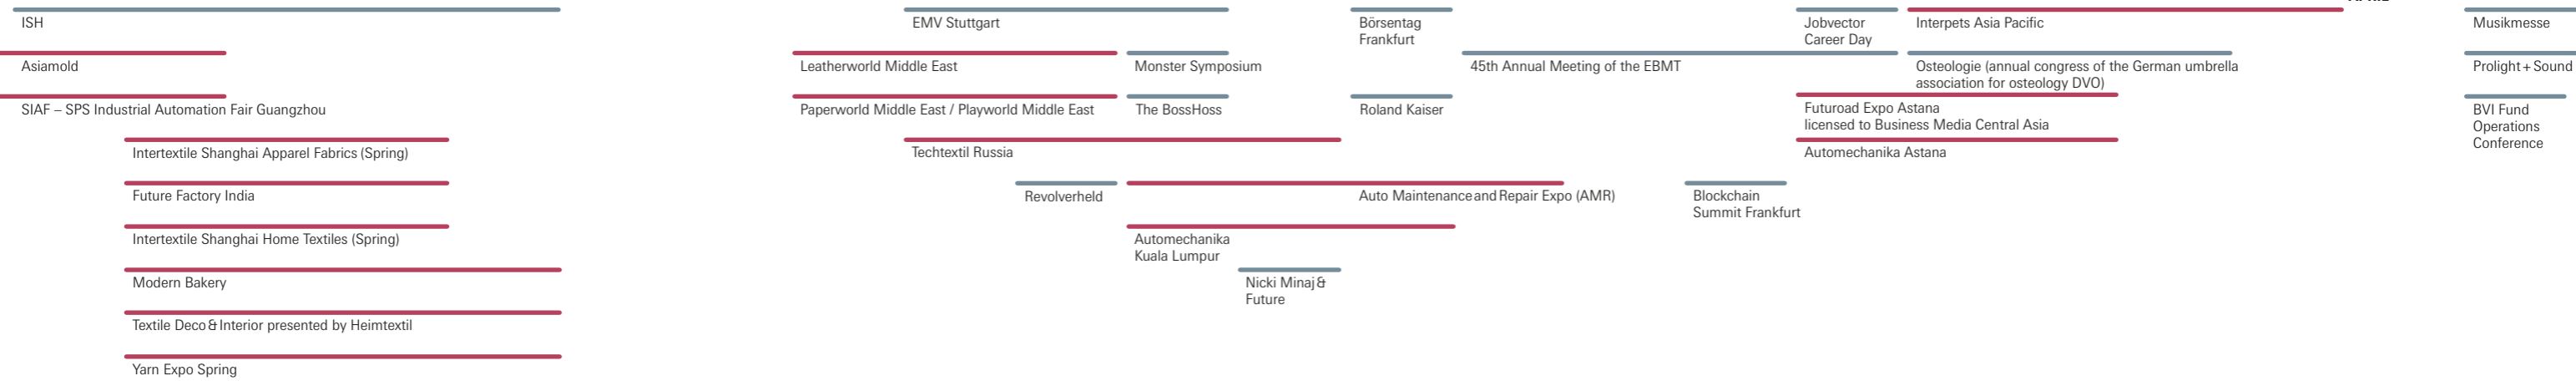 ISH
EMV Stuttgart
Börsentag
Frankfurt
Jobvector
Career Day
Interpets Asia Pacific
Musikmesse
Asiamold
Leatherworld Middle East
Monster Symposium
45th Annual Meeting of the EBMT
Osteologie (annual congress of the German umbrella
association for osteology DVO)
Prolight + Sound
SIAF – SPS Industrial Automation Fair Guangzhou
Paperworld Middle East / Playworld Middle East
The BossHoss
Roland Kaiser
Futuroad Expo Astana
licensed to Business Media Central Asia
BVI Fund
Operations
Conference
Intertextile Shanghai Apparel Fabrics (Spring)
Techtextil Russia
Automechanika Astana
Future Factory India
Revolverheld
Auto Maintenance and Repair Expo (AMR)
Blockchain
Summit Frankfurt
Intertextile Shanghai Home Textiles (Spring)
Automechanika
Kuala Lumpur
Modern Bakery
Nicki Minaj &
Future
Textile Deco & Interior presented by Heimtextil
Yarn Expo Spring